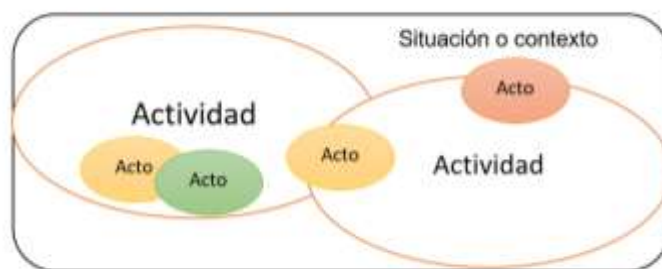 Situación o contexto
Acto
Actividad
Acto
Actividad
Acto
Acto